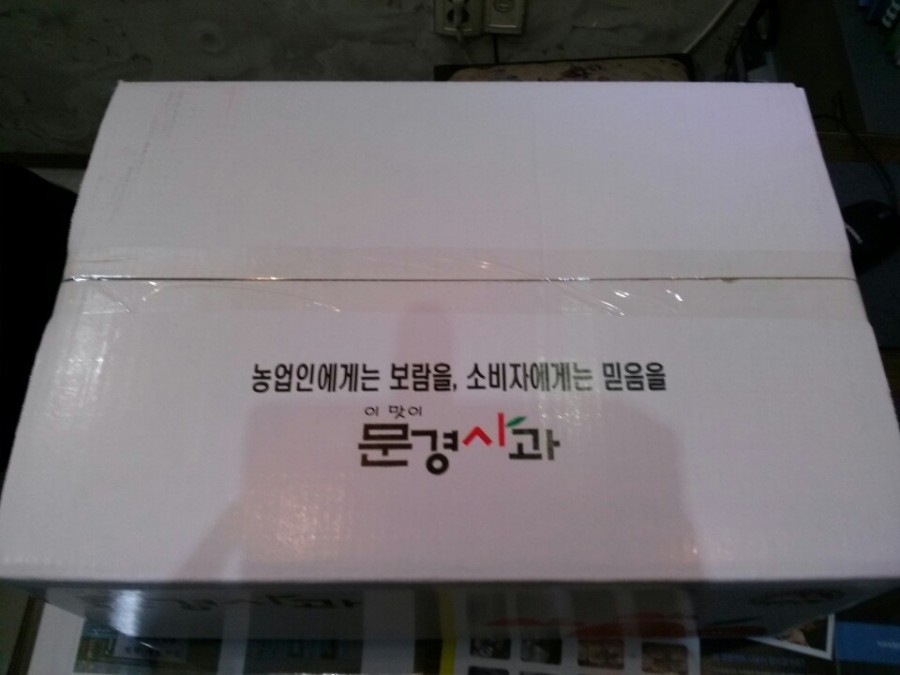 농업인에게는 보람을, 소비자에게는 믿음을
이 맛이
문경사과